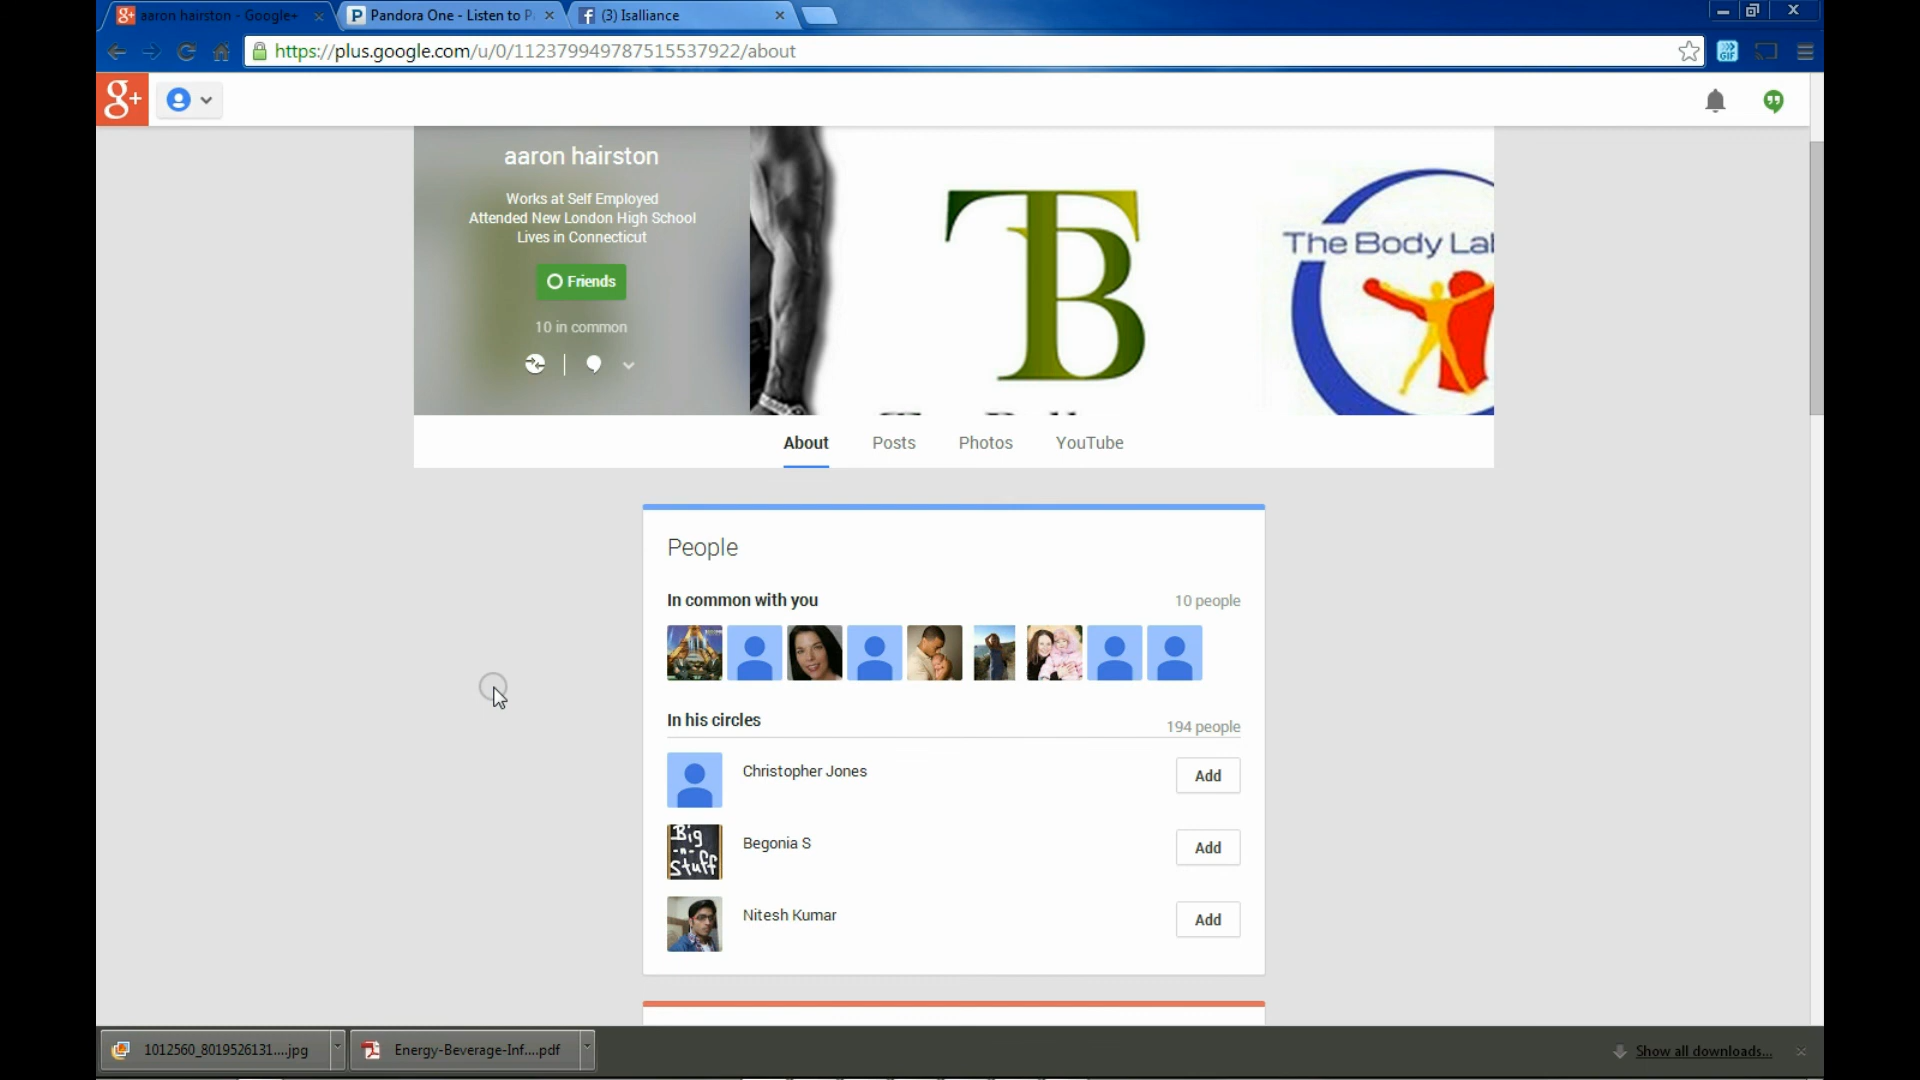 aaron hairston - Google+
Pandora One - Listen to P
(3) Isalliance
https://plus.google.com/u/0/112379949787515537922/about
GIF
g+
aaron hairston
Works at Self Employed
Attended New London High School
Lives in Connecticut
Friends
10 in common
TB
The Body La
About
Posts
Photos
YouTube
People
In common with you
10 people
In his circles
194 people
Christopher Jones
Add
Big
-n-
Stuff
Begonia S
Add
Nitesh Kumar
Add
1012560_8019526131....jpg
Energy-Beverage-Inf....pdf
Show all downloads...